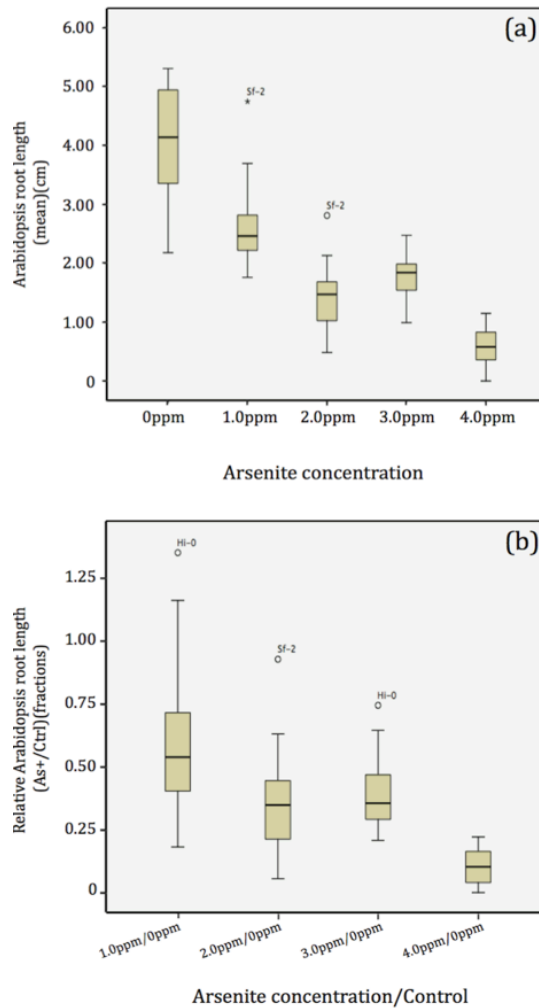 (a)
6.00
5.00
4.00
3.00
2.00
1.00
0
Arabidopsis root length
(mean)(cm)
Sf-2
*
Sf-2
0ppm 1.0ppm 2.0ppm 3.0ppm 4.0ppm
Arsenite concentration
(b)
1.25
1.00
0.75
0.50
0.25
0
Relative Arabidopsis root length
(As+/Ctrl)(fractions)
Hi-0
Sf-2
Hi-0
1.0ppm/0ppm 2.0ppm/0ppm 3.0ppm/0ppm 4.0ppm/0ppm
Arsenite concentration/Control